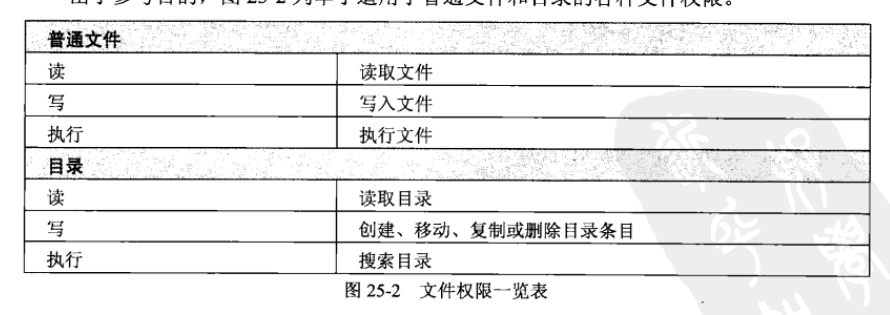 由于参考目的，图 25-2 列举了适用于普通文件和目录的各种文件权限。
普通文件
读 读取文件
写 写入文件
执行 执行文件
目录
读 读取目录
写 创建、移动、复制或删除目录条目
执行 搜索目录
图 25-2 文件权限一览表